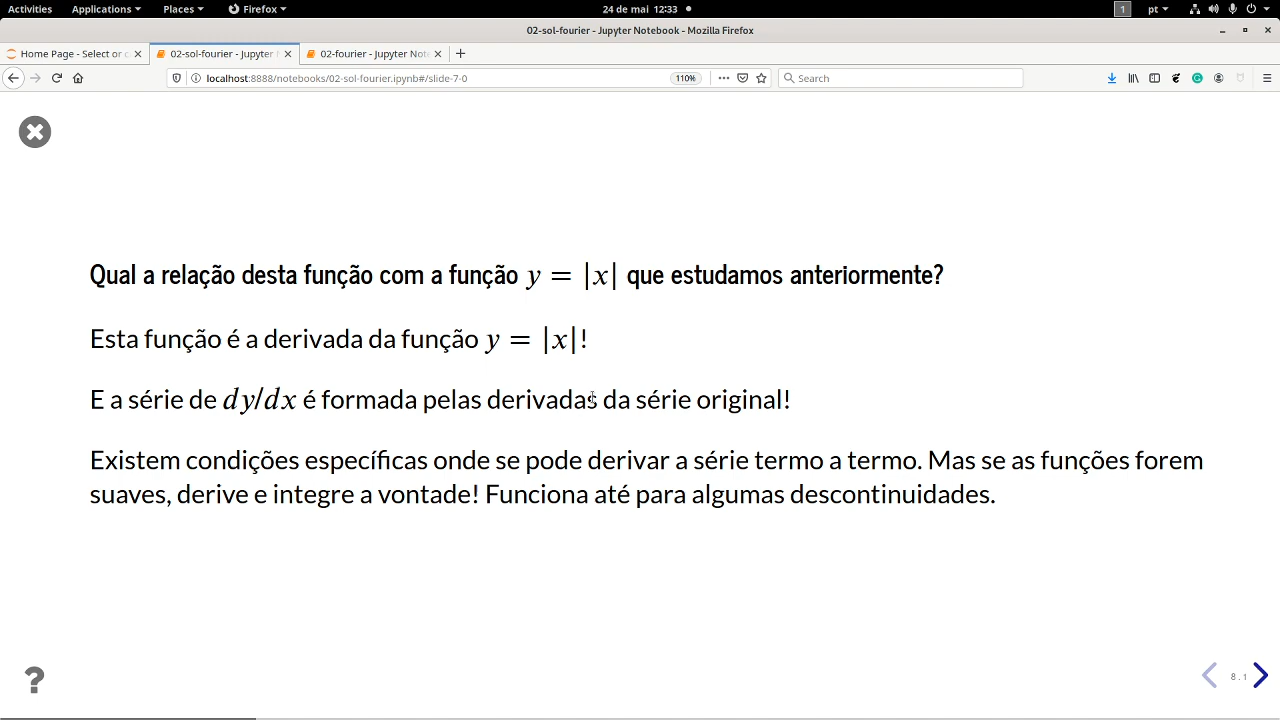 Activities Applications Places Firefox 24 de mai 12:33 1 pt
02-sol-fourier - Jupyter Notebook - Mozilla Firefox
Home Page - Select or c 02-sol-fourier - Jupyter 02-fourier - Jupyter Note
localhost:8888/notebooks/02-sol-fourier.ipynb#/slide-7-0 110% Search
Qual a relação desta função com a função y = |x| que estudamos anteriormente?
Esta função é a derivada da função y = |x|!
E a série de dy/dx é formada pelas derivadas da série original!
Existem condições específicas onde se pode derivar a série termo a termo. Mas se as funções forem
suaves, derive e integre a vontade! Funciona até para algumas descontinuidades.
?
8.1